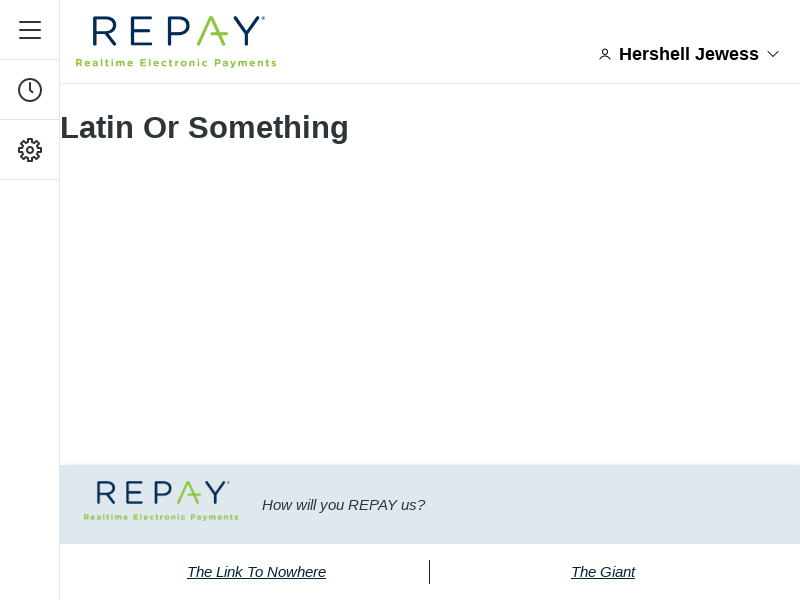 REPAY®
Realtime Electronic Payments
Hershell Jewess
Latin Or Something
REPAY®
Realtime Electronic Payments
How will you REPAY us?
The Link To Nowhere
The Giant